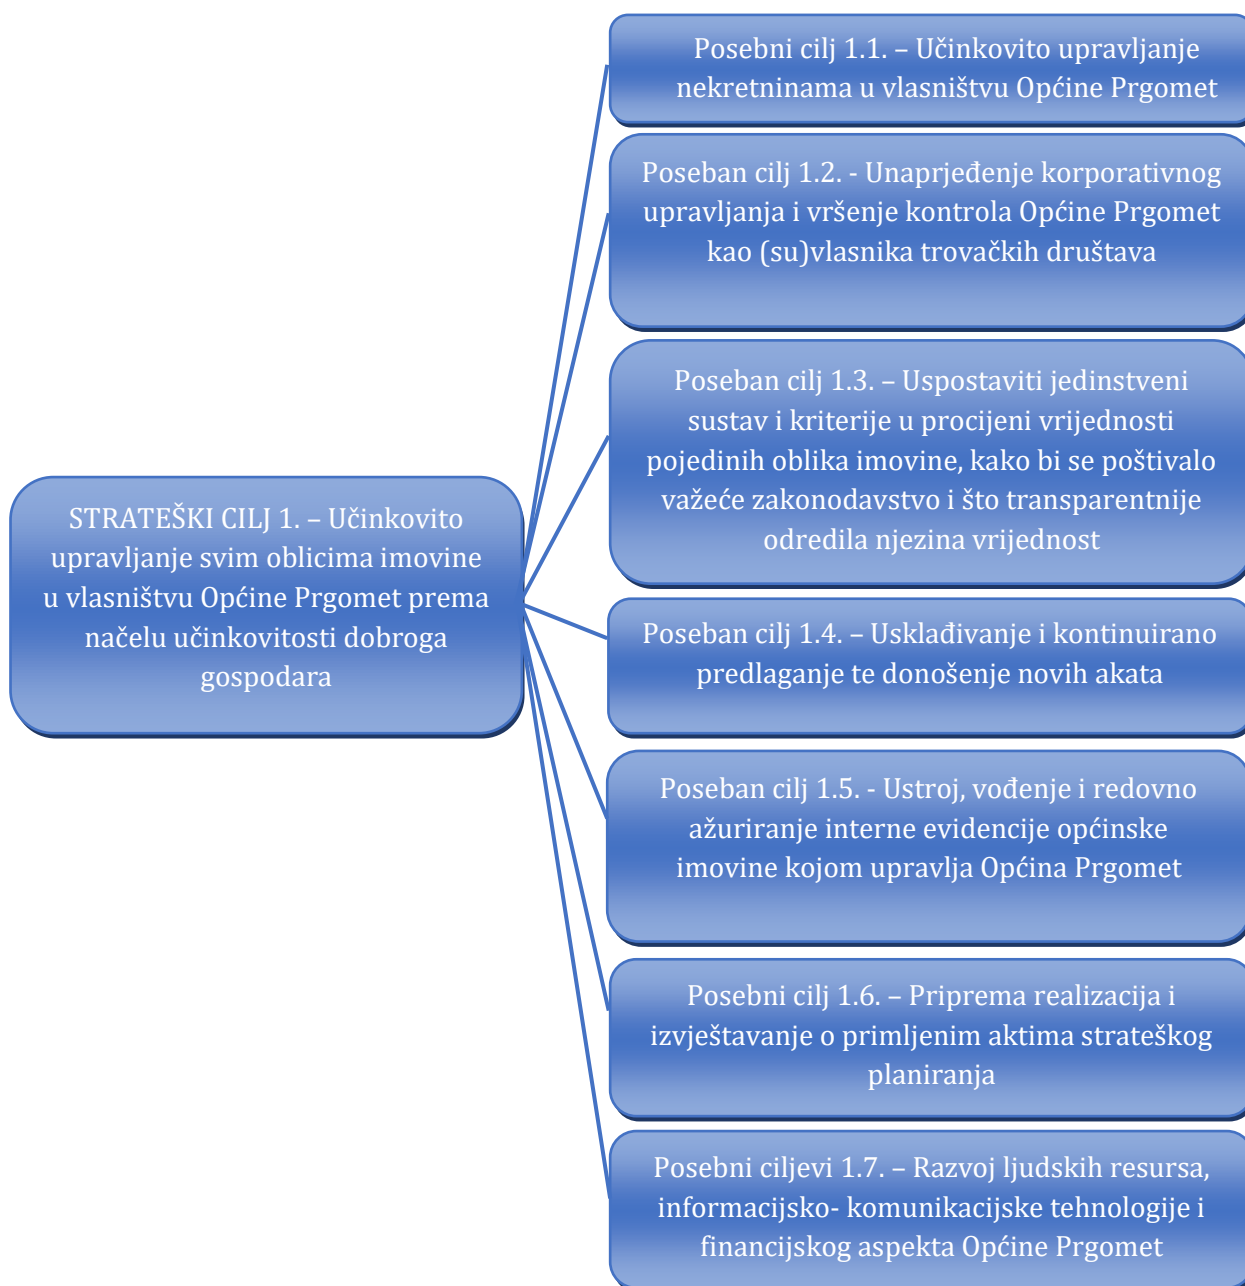 STRATEŠKI CILJ 1. – Učinkovito
upravljanje svim oblicima imovine
u vlasništvu Općine Prgomet prema
načelu učinkovitosti dobroga
gospodara
Posebni cilj 1.1. – Učinkovito upravljanje
nekretninama u vlasništvu Općine Prgomet
Poseban cilj 1.2. - Unaprjeđenje korporativnog
upravljanja i vršenje kontrola Općine Prgomet
kao (su)vlasnika trovačkih društava
Poseban cilj 1.3. – Uspostaviti jedinstveni
sustav i kriterije u procijeni vrijednosti
pojedinih oblika imovine, kako bi se poštivalo
važeće zakonodavstvo i što transparentnije
odredila njezina vrijednost
Poseban cilj 1.4. – Usklađivanje i kontinuirano
predlaganje te donošenje novih akata
Poseban cilj 1.5. - Ustroj, vođenje i redovno
ažuriranje interne evidencije općinske
imovine kojom upravlja Općina Prgomet
Posebni cilj 1.6. – Priprema realizacija i
izvještavanje o primljenim aktima strateškog
planiranja
Posebni ciljevi 1.7. – Razvoj ljudskih resursa,
informacijsko- komunikacijske tehnologije i
financijskog aspekta Općine Prgomet